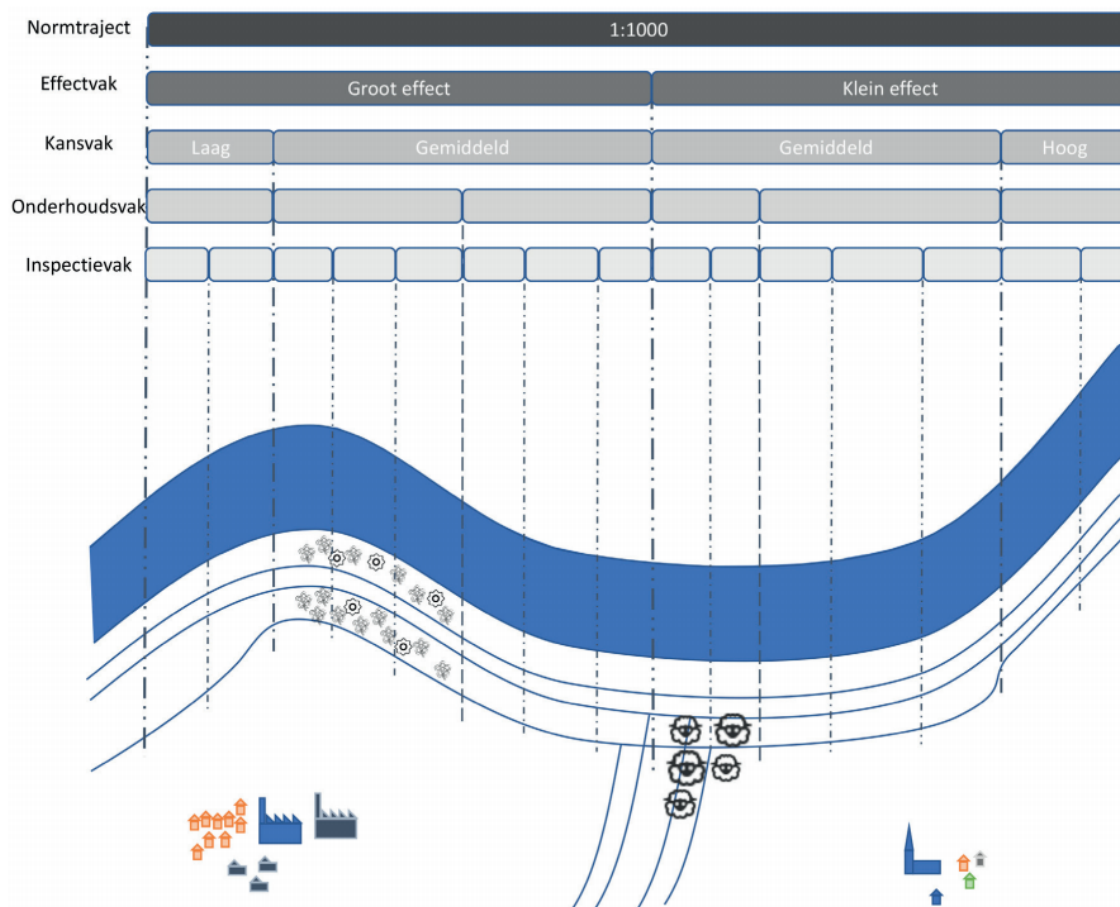 Normtraject
1:1000
Effectvak
Groot effect
Klein effect
Kansvak
Laag
Gemiddeld
Gemiddeld
Hoog
Onderhoudsvak
Inspectievak